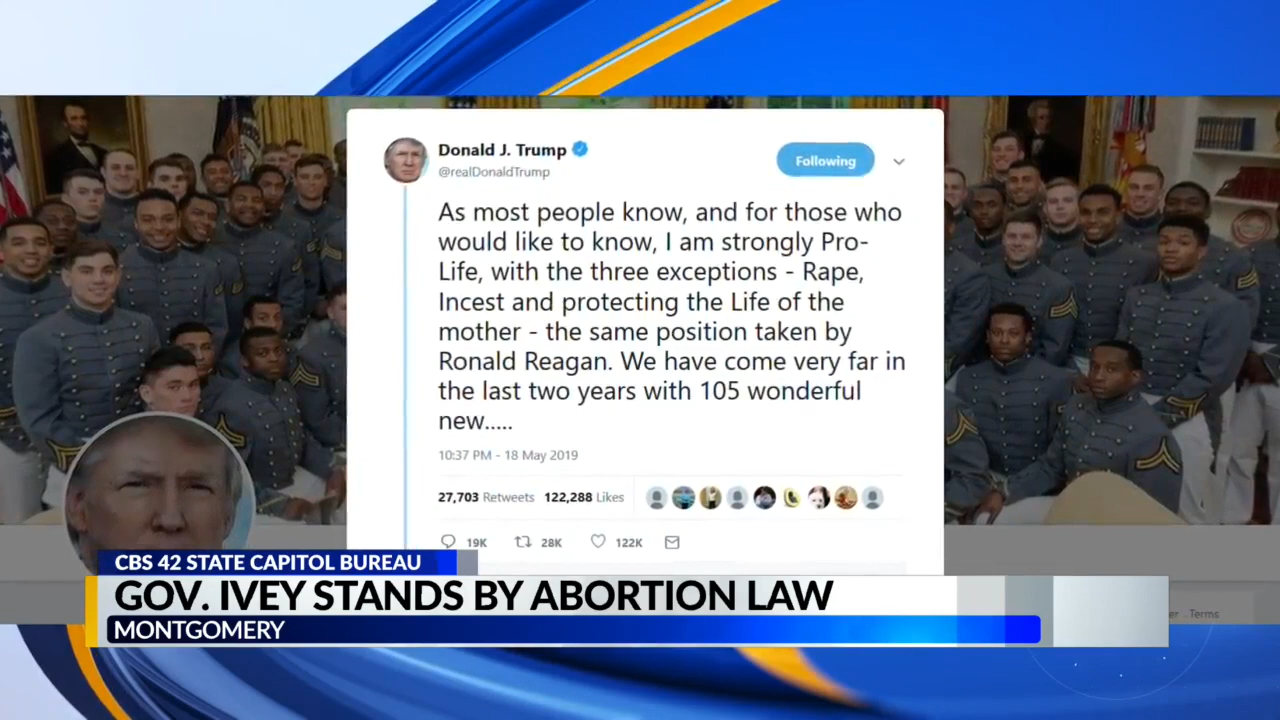 Donald J. Trump
@realDonaldTrump
Following
As most people know, and for those who
would like to know, I am strongly Pro-
Life, with the three exceptions - Rape,
Incest and protecting the Life of the
mother - the same position taken by
Ronald Reagan. We have come very far in
the last two years with 105 wonderful
new.....
10:37 PM - 18 May 2019
27,703 Retweets 122,288 Likes
19K 28K 122K
CBS 42 STATE CAPITOL BUREAU
GOV. IVEY STANDS BY ABORTION LAW
Terms
MONTGOMERY